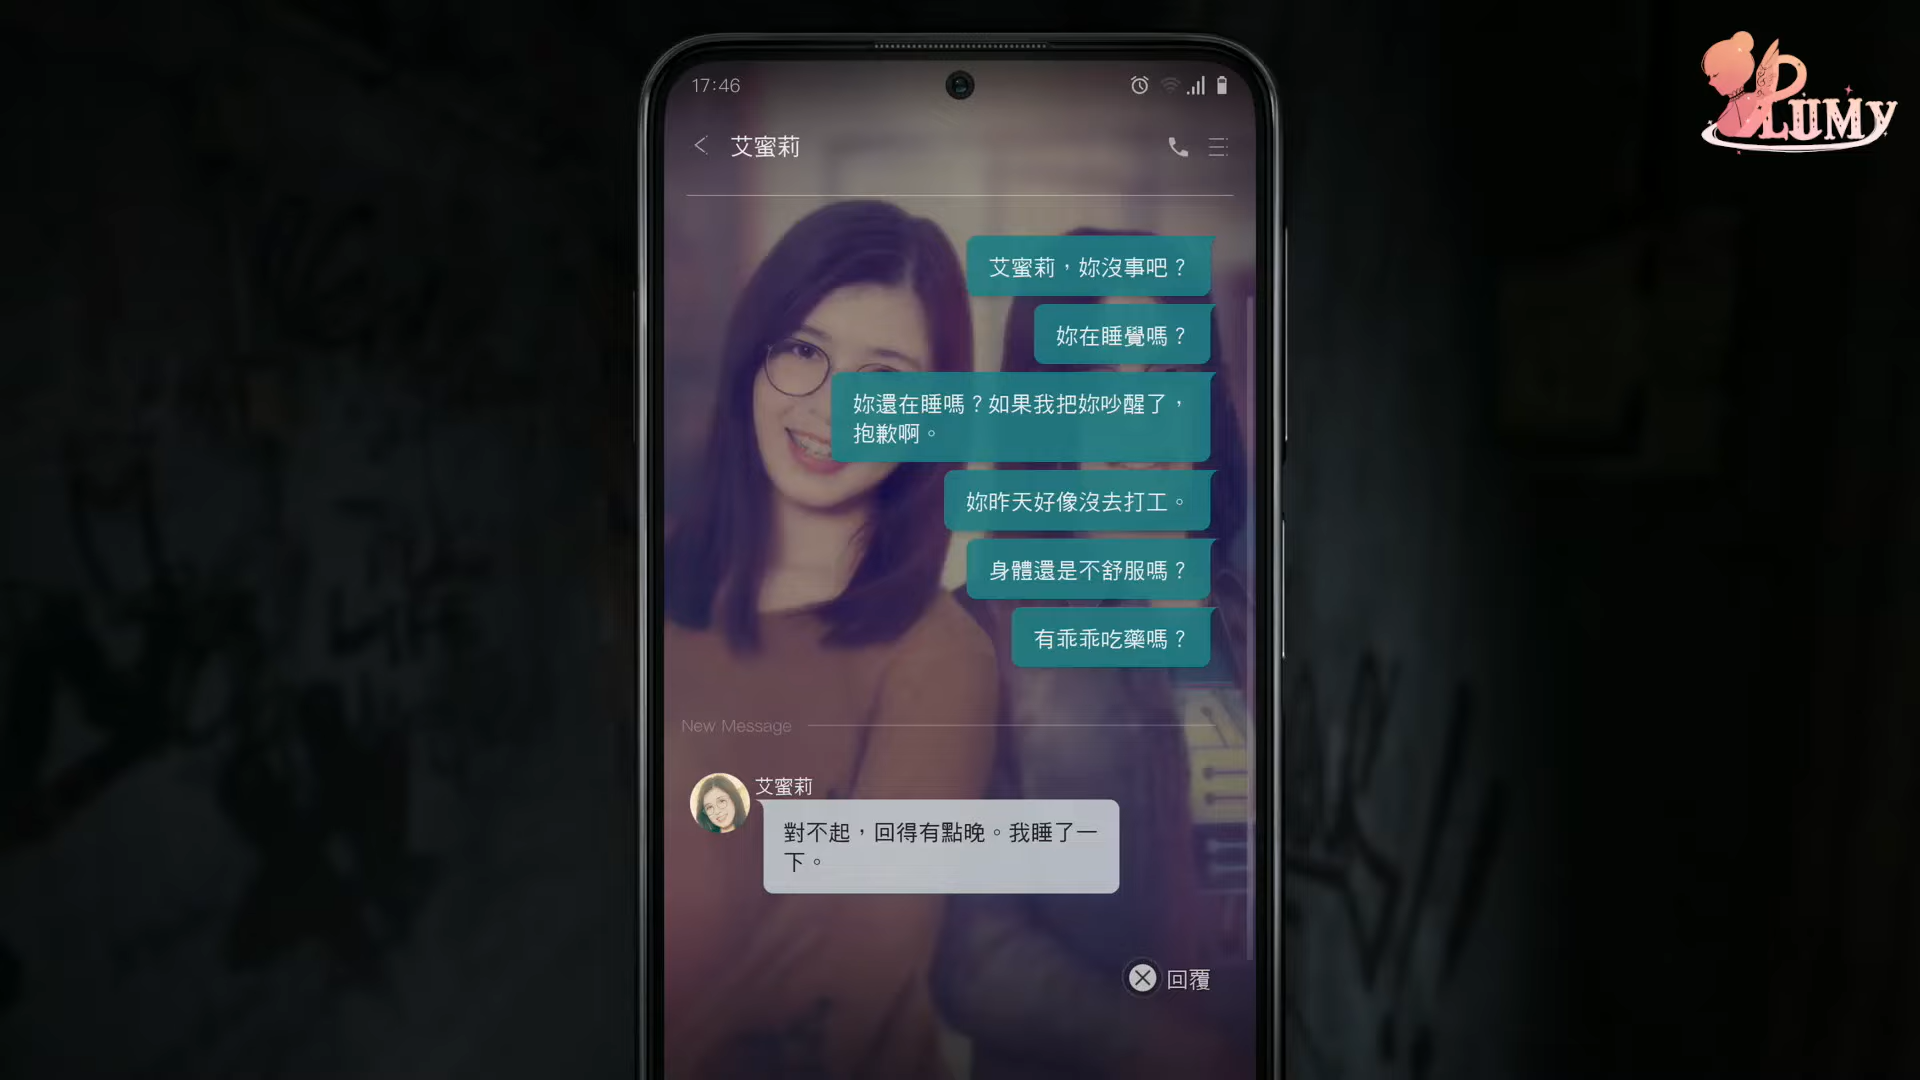 17:46
PLUMY
艾蜜莉
艾蜜莉，妳沒事吧？
妳在睡覺嗎？
妳還在睡嗎？如果我把妳吵醒了，
抱歉啊。
妳昨天好像沒去打工。
身體還是不舒服嗎？
有乖乖吃藥嗎？
New Message
艾蜜莉
對不起，回得有點晚。我睡了一
下。
回覆